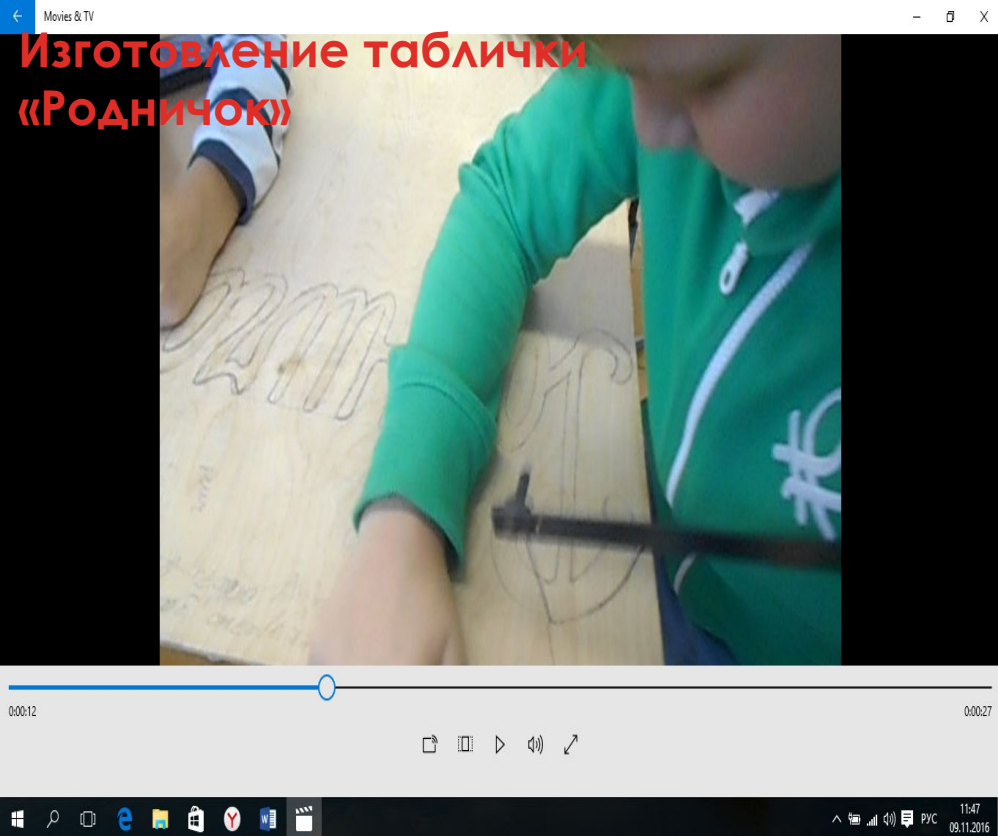 Movies & TV
Изготовление таблички
«Родничок»
0:00:12
0:00:27
РУС
11:47
09.11.2016